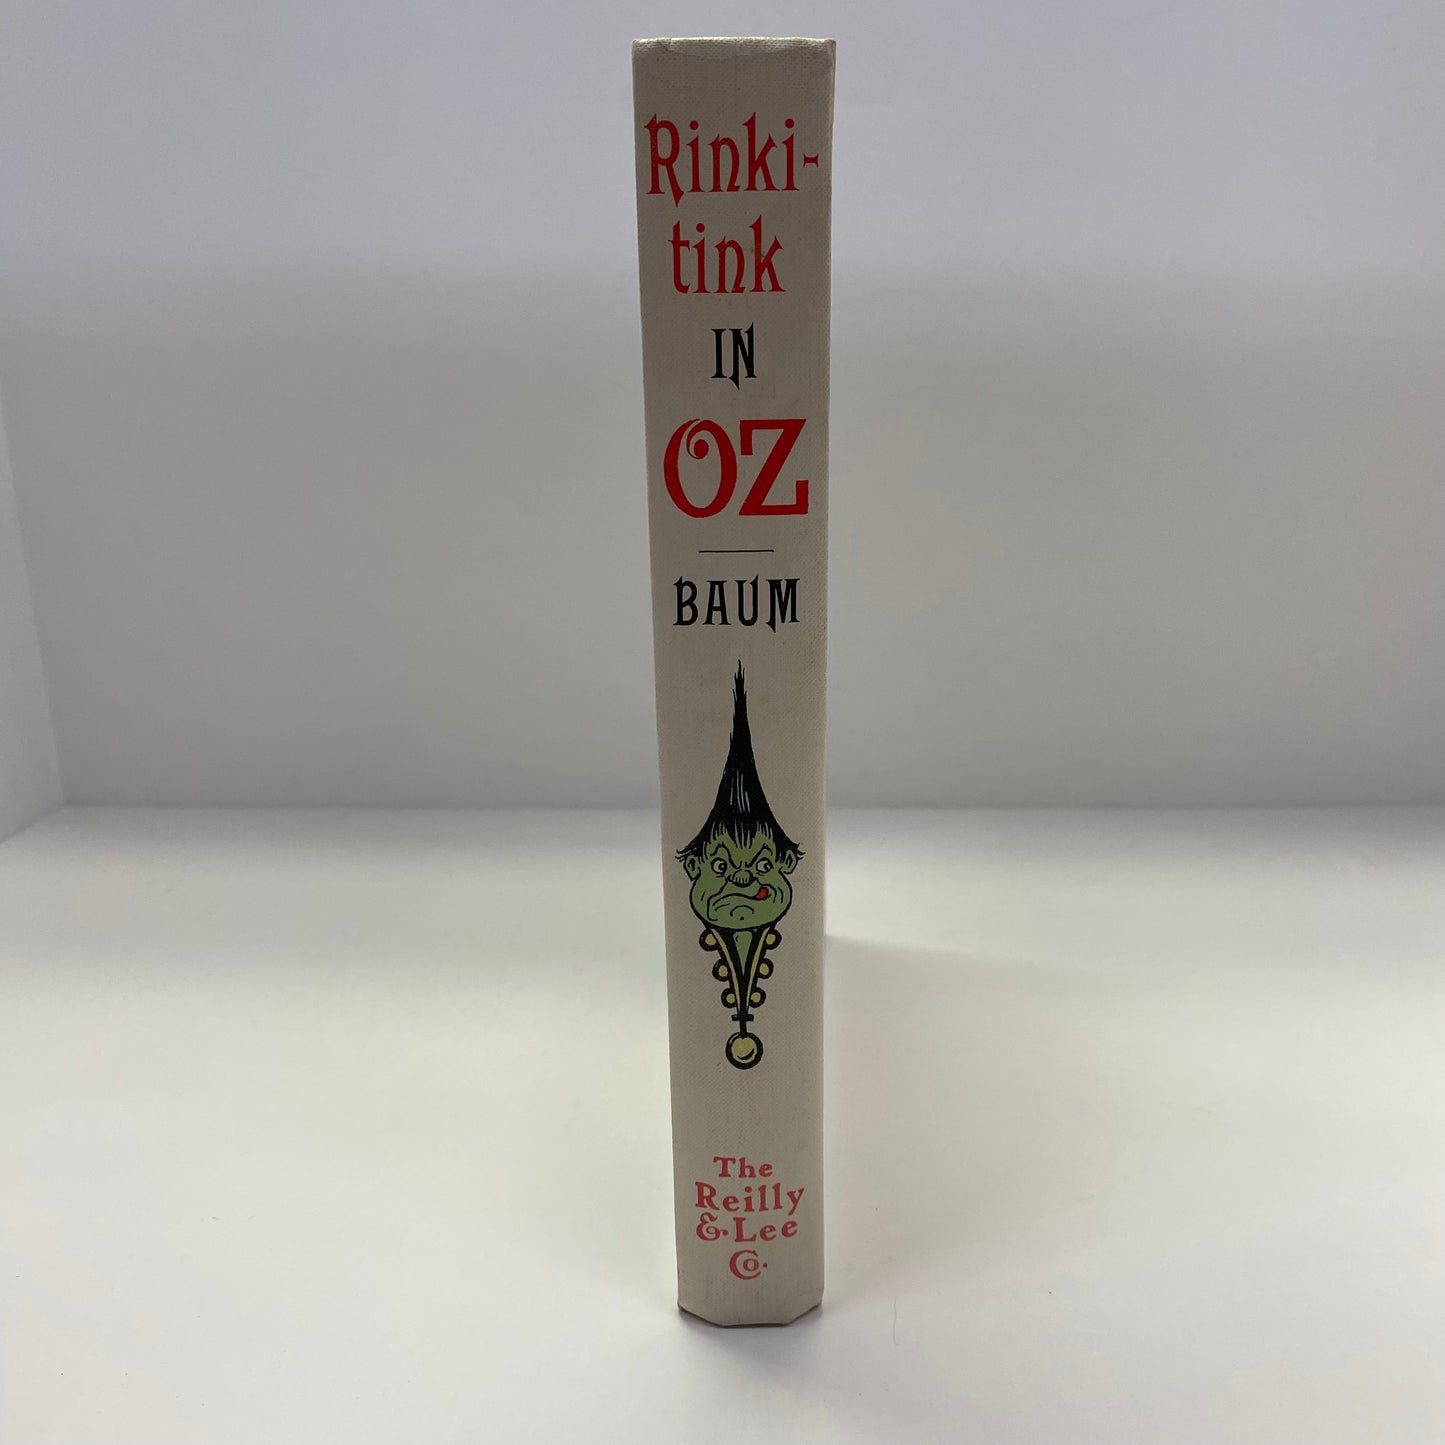 Rinki-
tink
IN
OZ
BAUM
The
Reilly
& Lee
Co.